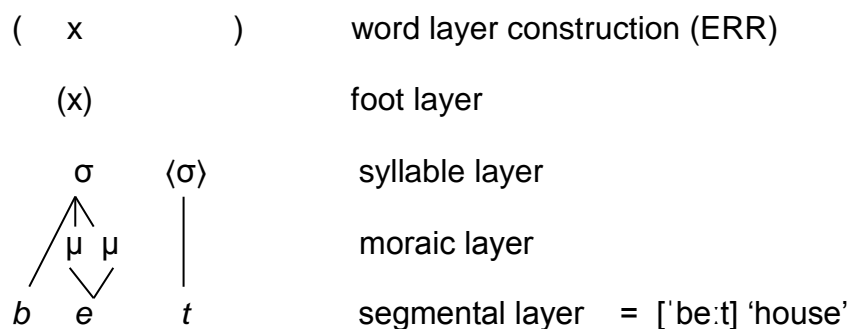 ( x ) word layer construction (ERR)
(x) foot layer
σ ⟨σ⟩ syllable layer
μ μ moraic layer
b e t segmental layer = [ˈbeːt] ‘house’